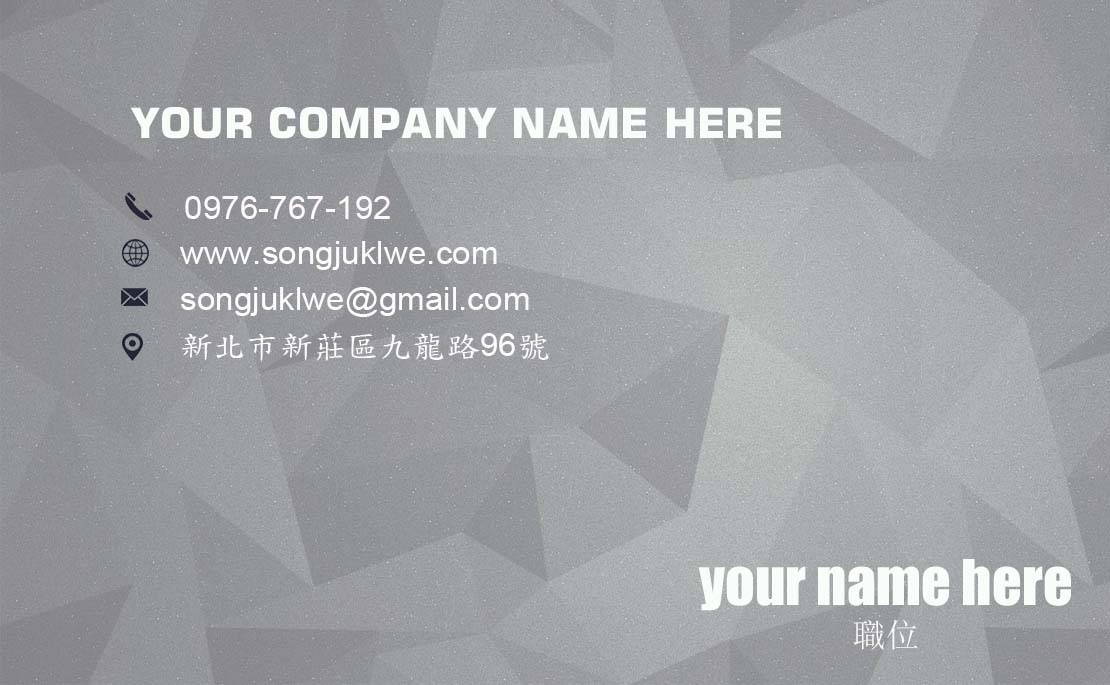 YOUR COMPANY NAME HERE
0976-767-192
www.songjuklwe.com
songjuklwe@gmail.com
新北市新莊區九龍路96號
your name here
職位